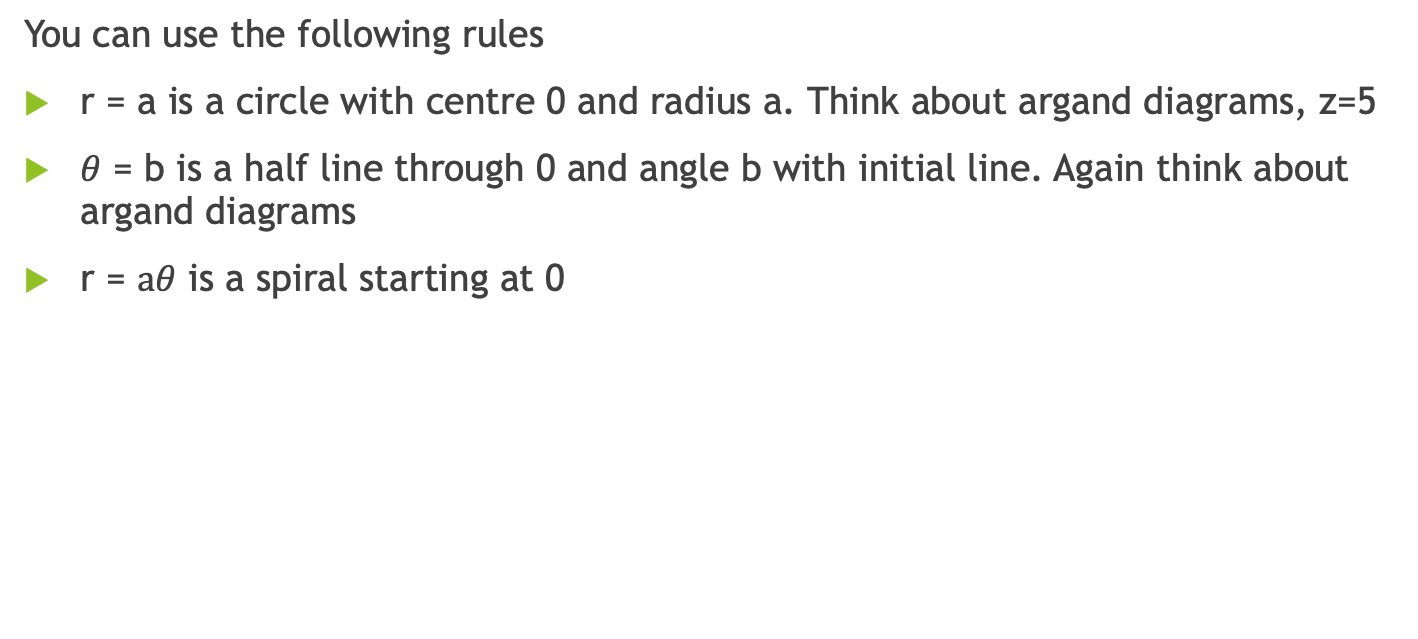 You can use the following rules
r = a is a circle with centre 0 and radius a. Think about argand diagrams, z=5
θ = b is a half line through 0 and angle b with initial line. Again think about
argand diagrams
r = aθ is a spiral starting at 0